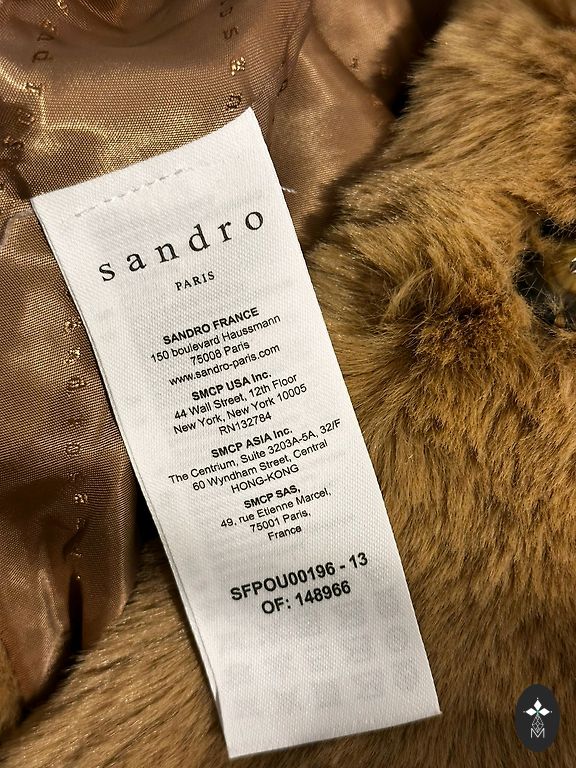 sandro
PARIS
SANDRO FRANCE
150 boulevard Haussmann
75008 Paris
www.sandro-paris.com
SMCP USA Inc.
44 Wall Street, 12th Floor
New York, New York 10005
RN132784
SMCP ASIA Inc.
The Centrium, Suite 3203A-5A, 32/F
60 Wyndham Street, Central
HONG-KONG
SMCP SAS,
49, rue Etienne Marcel,
75001 Paris,
France
SFPOU00196 - 13
OF: 148966